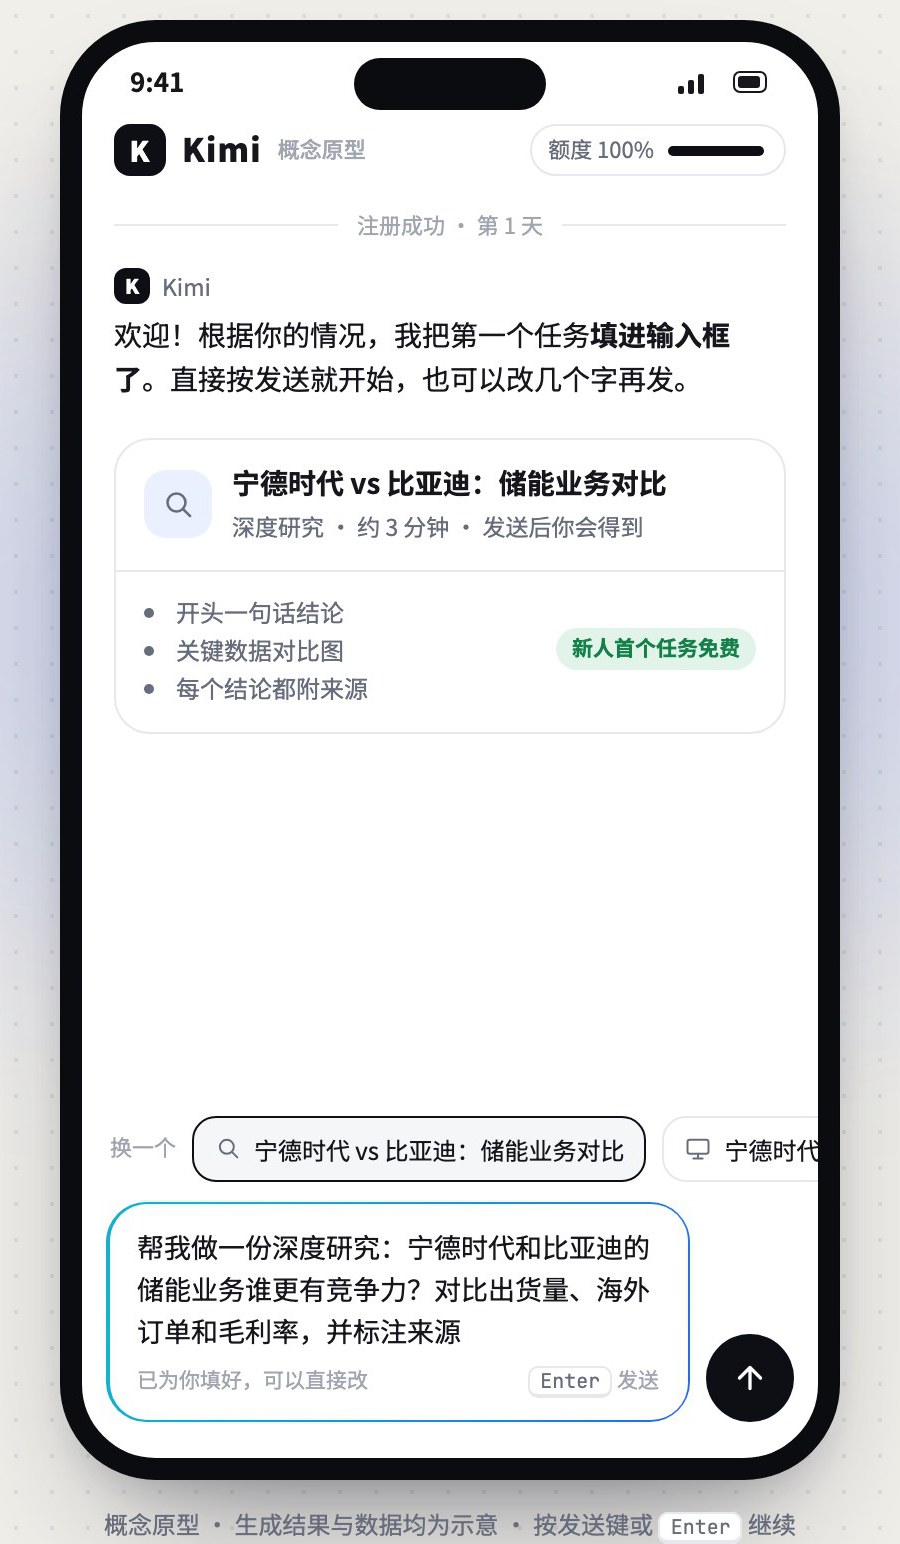 9:41
K Kimi 概念原型 额度 100%
注册成功 · 第 1 天
K Kimi
欢迎！根据你的情况，我把第一个任务填进输入框
了。直接按发送就开始，也可以改几个字再发。
宁德时代 vs 比亚迪：储能业务对比
深度研究 · 约 3 分钟 · 发送后你会得到
开头一句话结论
关键数据对比图
每个结论都附来源
新人首个任务免费
换一个 宁德时代 vs 比亚迪：储能业务对比 宁德时代
帮我做一份深度研究：宁德时代和比亚迪的
储能业务谁更有竞争力？对比出货量、海外
订单和毛利率，并标注来源
已为你填好，可以直接改 Enter 发送
概念原型 · 生成结果与数据均为示意 · 按发送键或 Enter 继续